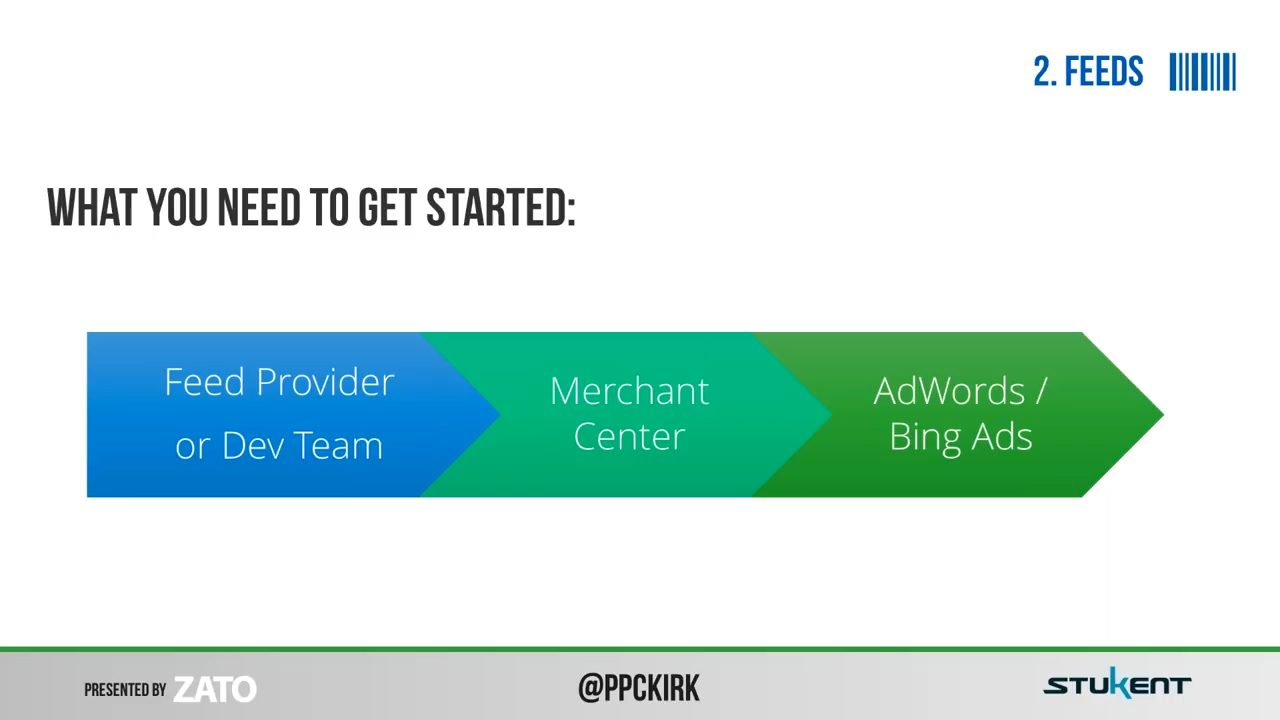 2. FEEDS
WHAT YOU NEED TO GET STARTED:
Feed Provider
or Dev Team
Merchant
Center
AdWords /
Bing Ads
PRESENTED BY ZATO
@PPCKIRK
STUKENT